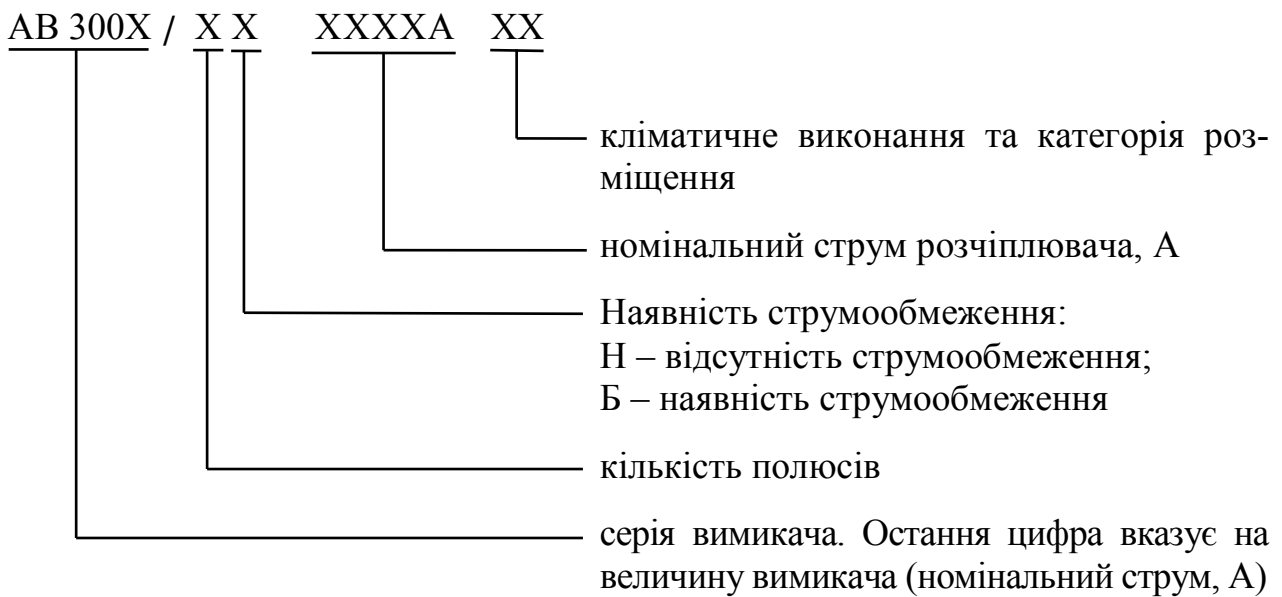 АВ 300Х / Х Х ХХХХА ХХ
кліматичне виконання та категорія роз-
міщення
номінальний струм розчіплювача, А
Наявність струмообмеження:
Н – відсутність струмообмеження;
Б – наявність струмообмеження
кількість полюсів
серія вимикача. Остання цифра вказує на
величину вимикача (номінальний струм, А)